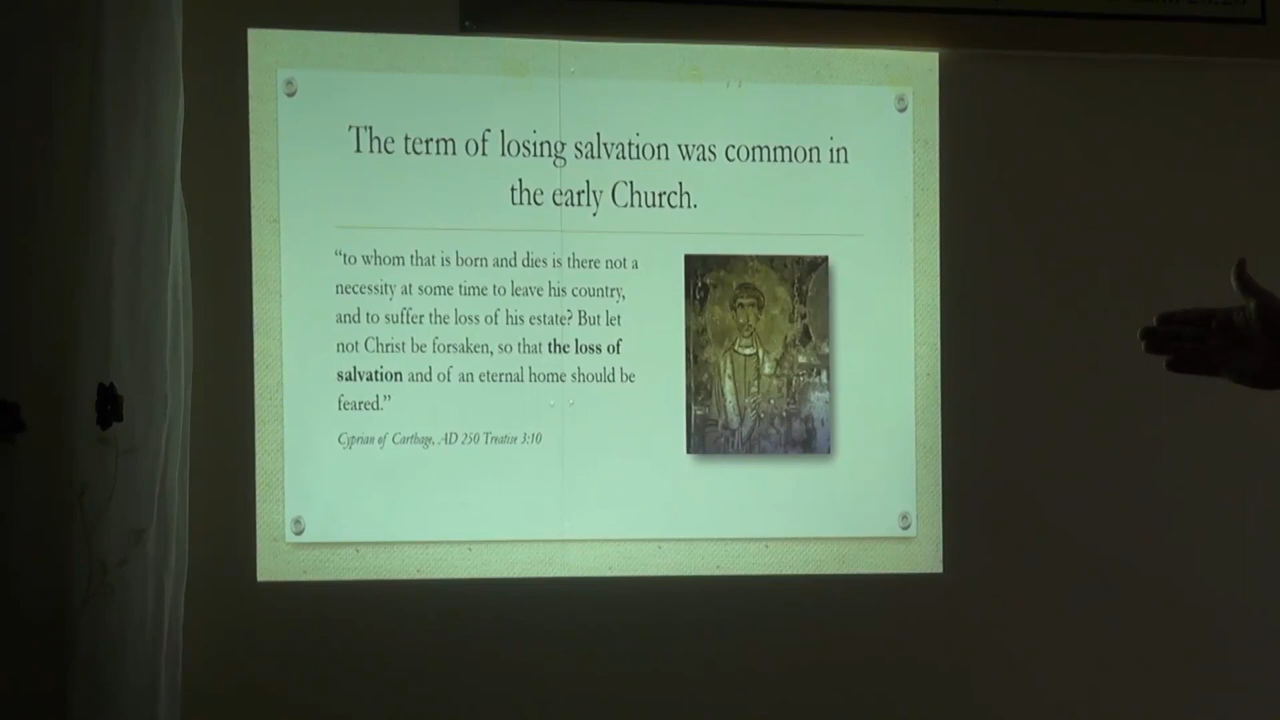 The term of losing salvation was common in
the early Church.
“to whom that is born and dies is there not a
necessity at some time to leave his country,
and to suffer the loss of his estate? But let
not Christ be forsaken, so that the loss of
salvation and of an eternal home should be
feared.”
Cyprian of Carthage, AD 250 Treatise 3:10